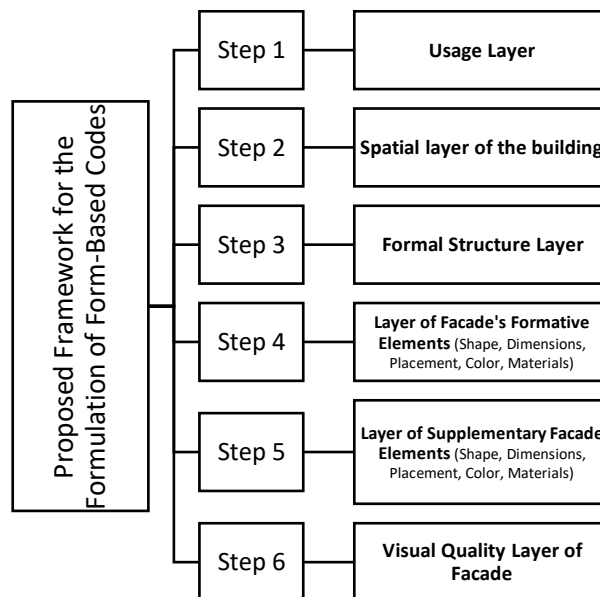 Proposed Framework for the
Formulation of Form-Based Codes
Step 1
Usage Layer
Step 2
Spatial layer of the building
Step 3
Formal Structure Layer
Step 4
Layer of Facade's Formative
Elements (Shape, Dimensions,
Placement, Color, Materials)
Step 5
Layer of Supplementary Facade
Elements (Shape, Dimensions,
Placement, Color, Materials)
Step 6
Visual Quality Layer of
Facade